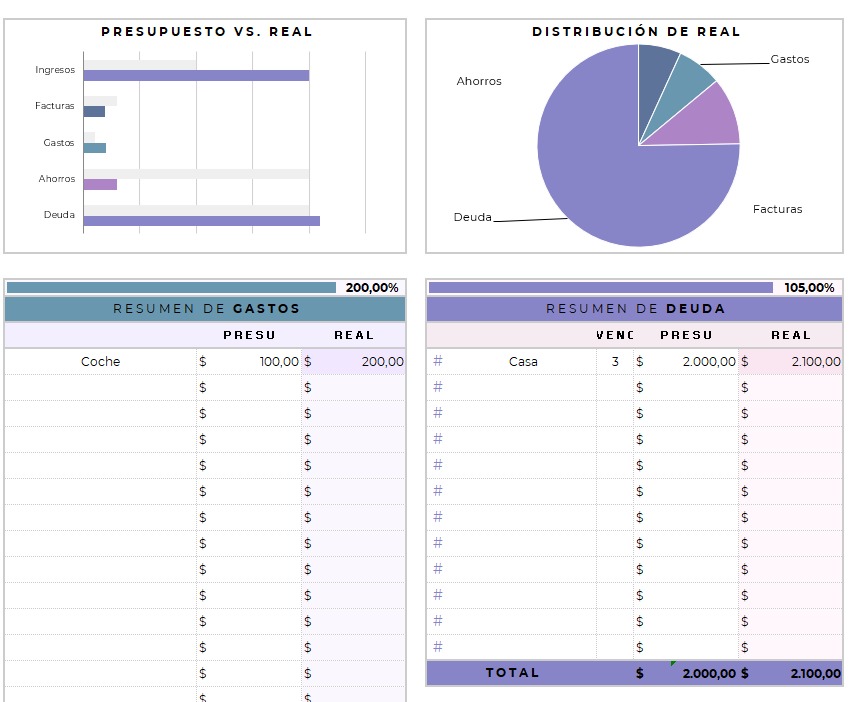 PRESUPUESTO VS. REAL
Ingresos
Facturas
Gastos
Ahorros
Deuda
DISTRIBUCIÓN DE REAL
Gastos
Ahorros
Facturas
Deuda
200,00%
RESUMEN DE GASTOS
PRESU REAL
Coche $ 100,00 $ 200,00
$ $
$ $
$ $
$ $
$ $
$ $
$ $
$ $
$ $
$ $
$ $
$ $
$ $
105,00%
RESUMEN DE DEUDA
VENC PRESU REAL
# Casa 3 $ 2.000,00 $ 2.100,00
# $ $
# $ $
# $ $
# $ $
# $ $
# $ $
# $ $
# $ $
# $ $
# $ $
# $ $
TOTAL $ 2.000,00 $ 2.100,00